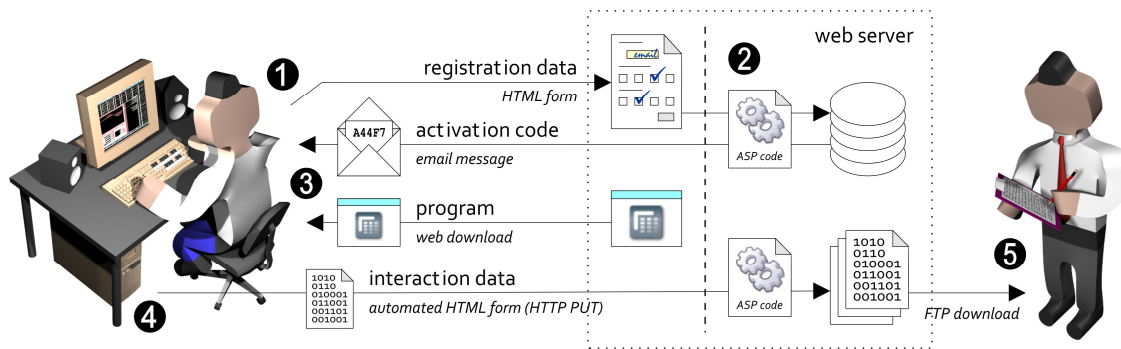 web server
1
registration data
HTML form
email
2
A44F7
activation code
email message
ASP code
3
program
web download
interaction data
automated HTML form (HTTP PUT)
1010
0110
010001
011001
001101
001001
ASP code
1010
0110
010001
011001
001101
001001
FTP download
4
5